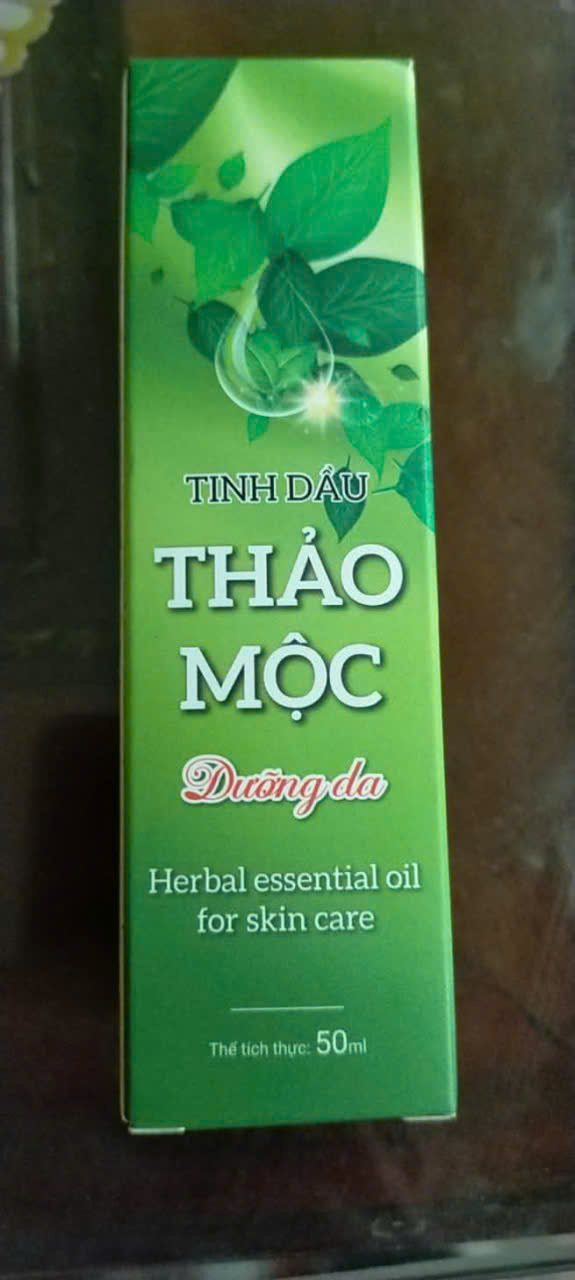 TINH DẦU
THẢO
MỘC
Dưỡng da
Herbal essential oil
for skin care
Thể tích thực: 50ml